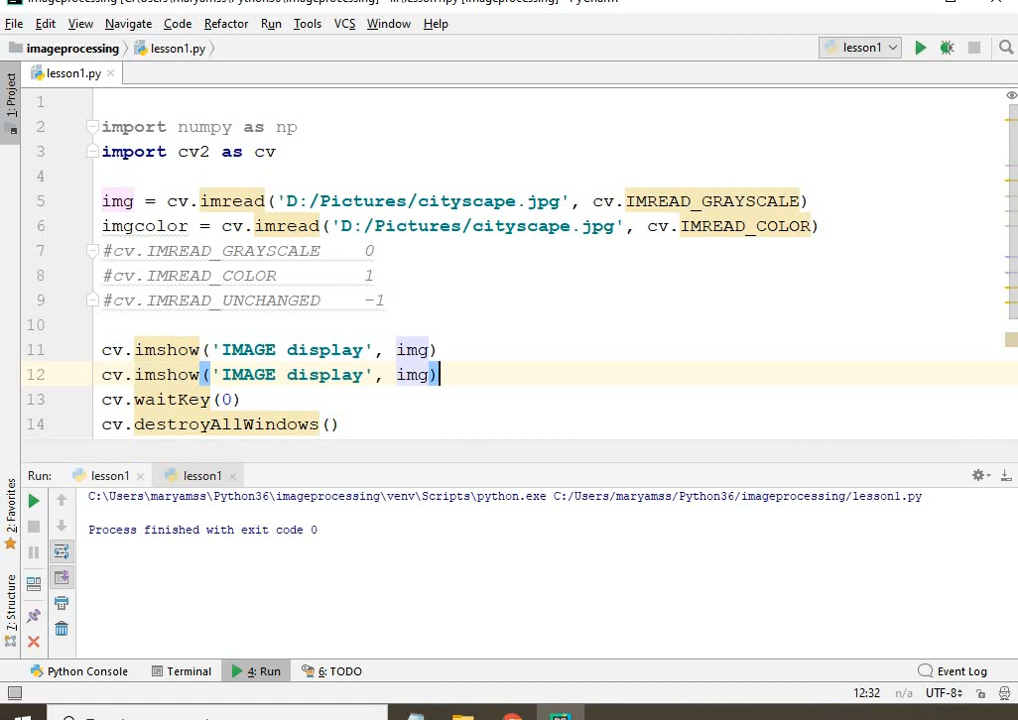 File Edit View Navigate Code Refactor Run Tools VCS Window Help
imageprocessing lesson1.py lesson1
1: Project
lesson1.py
1
2 import numpy as np
3 import cv2 as cv
4
5 img = cv.imread('D:/Pictures/cityscape.jpg', cv.IMREAD_GRAYSCALE)
6 imgcolor = cv.imread('D:/Pictures/cityscape.jpg', cv.IMREAD_COLOR)
7 #cv.IMREAD_GRAYSCALE 0
8 #cv.IMREAD_COLOR 1
9 #cv.IMREAD_UNCHANGED -1
10
11 cv.imshow('IMAGE display', img)
12 cv.imshow('IMAGE display', img)
13 cv.waitKey(0)
14 cv.destroyAllWindows()
Run: lesson1 lesson1
2: Favorites
7: Structure
C:\Users\maryamss\Python36\imageprocessing\venv\Scripts\python.exe C:/Users/maryamss/Python36/imageprocessing/lesson1.py
Process finished with exit code 0
Python Console Terminal 4: Run 6: TODO Event Log
12:32 n/a UTF-8